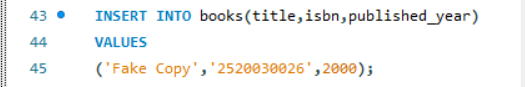 43 INSERT INTO books(title,isbn,published_year)
44 VALUES
45 ('Fake Copy','2520030026',2000);